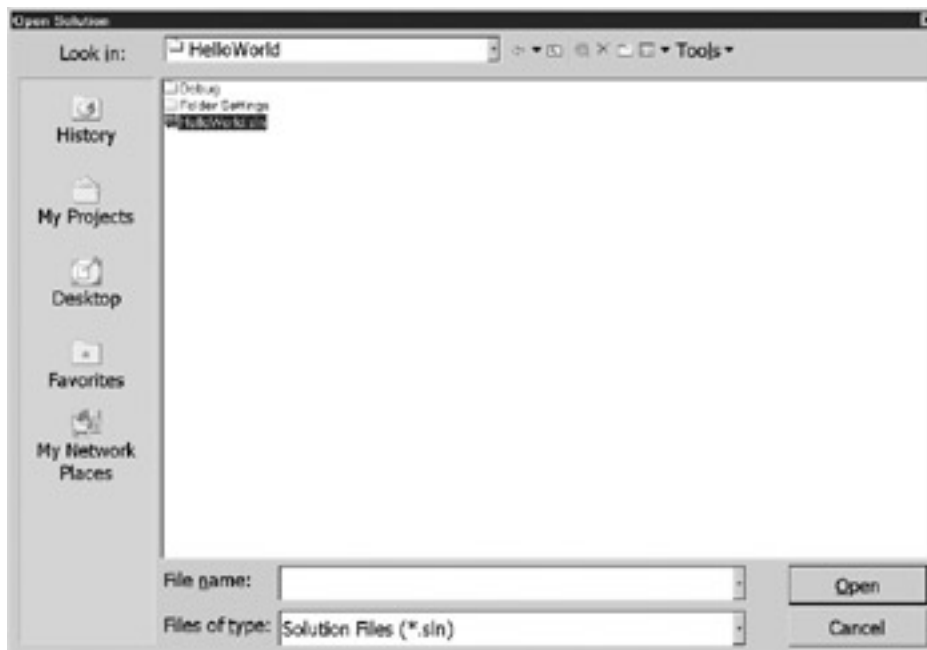 Open Solution
Look in:
HelloWorld
Tools
Debug
Folder Settings
HelloWorld.sln
History
My Projects
Desktop
Favorites
My Network
Places
File name:
Open
Files of type:
Solution Files (*.sln)
Cancel